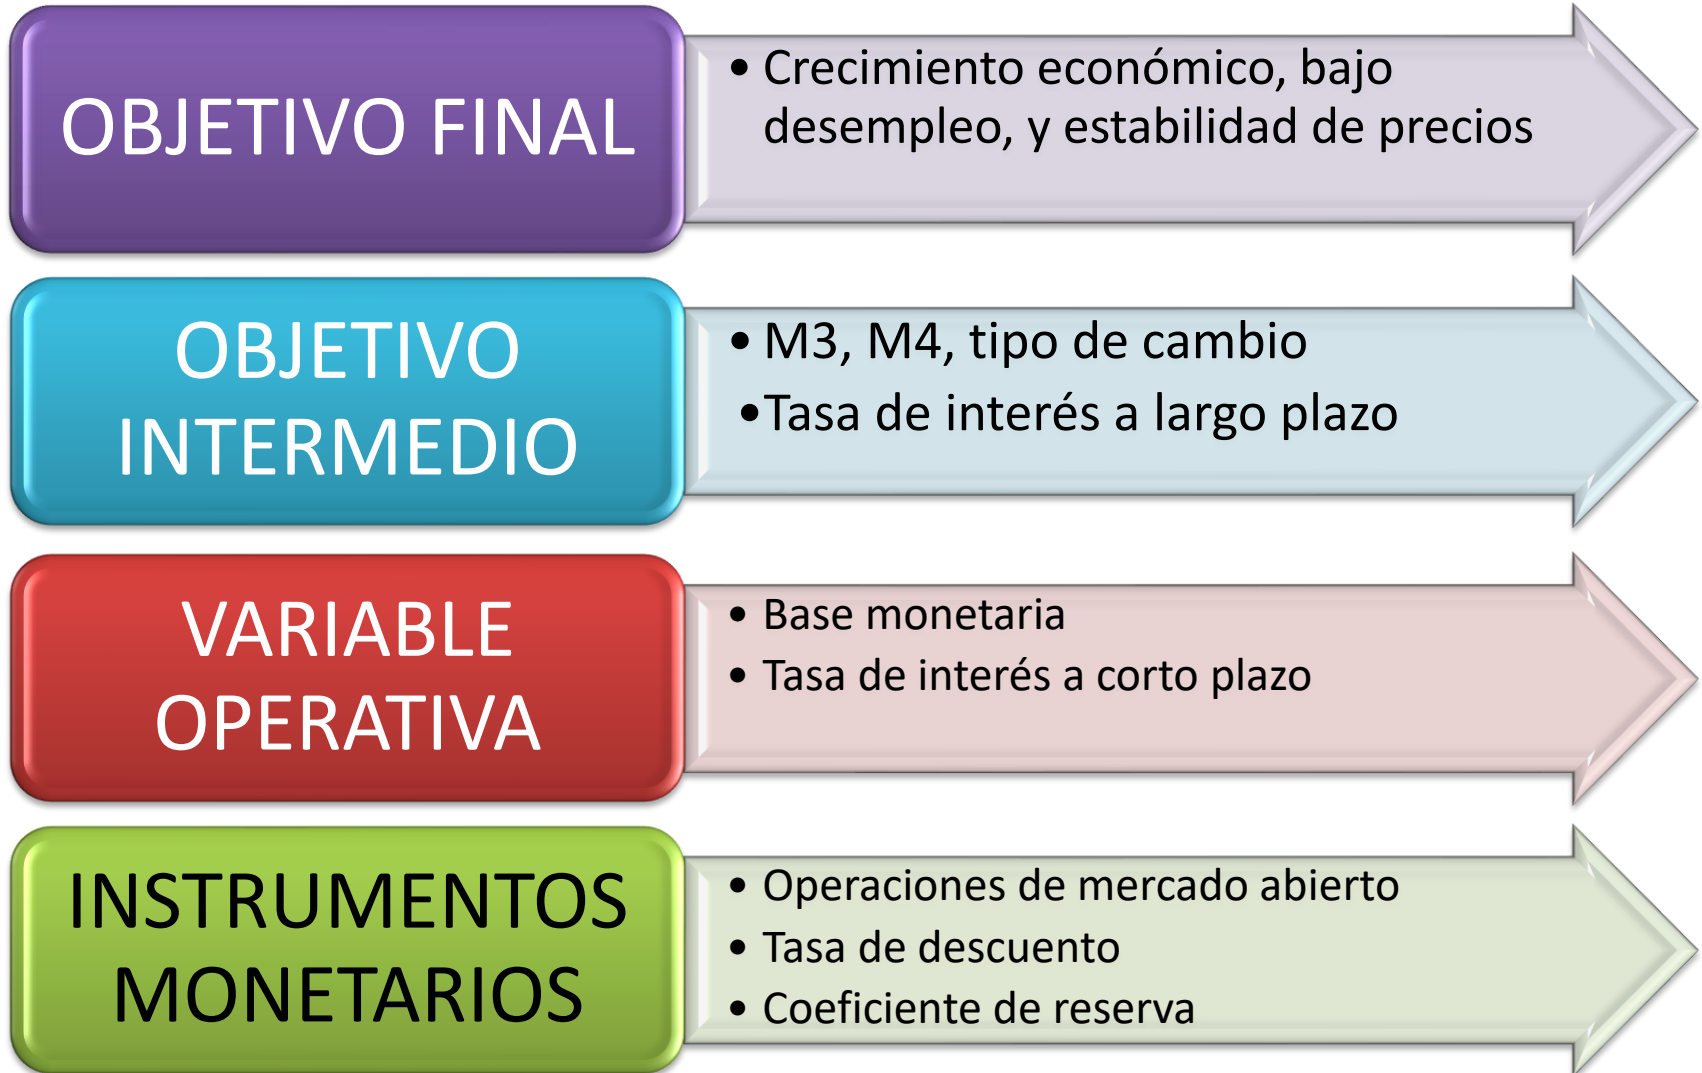 OBJETIVO FINAL
• Crecimiento económico, bajo
desempleo, y estabilidad de precios
OBJETIVO
INTERMEDIO
• M3, M4, tipo de cambio
•Tasa de interés a largo plazo
VARIABLE
OPERATIVA
• Base monetaria
• Tasa de interés a corto plazo
INSTRUMENTOS
MONETARIOS
• Operaciones de mercado abierto
• Tasa de descuento
• Coeficiente de reserva